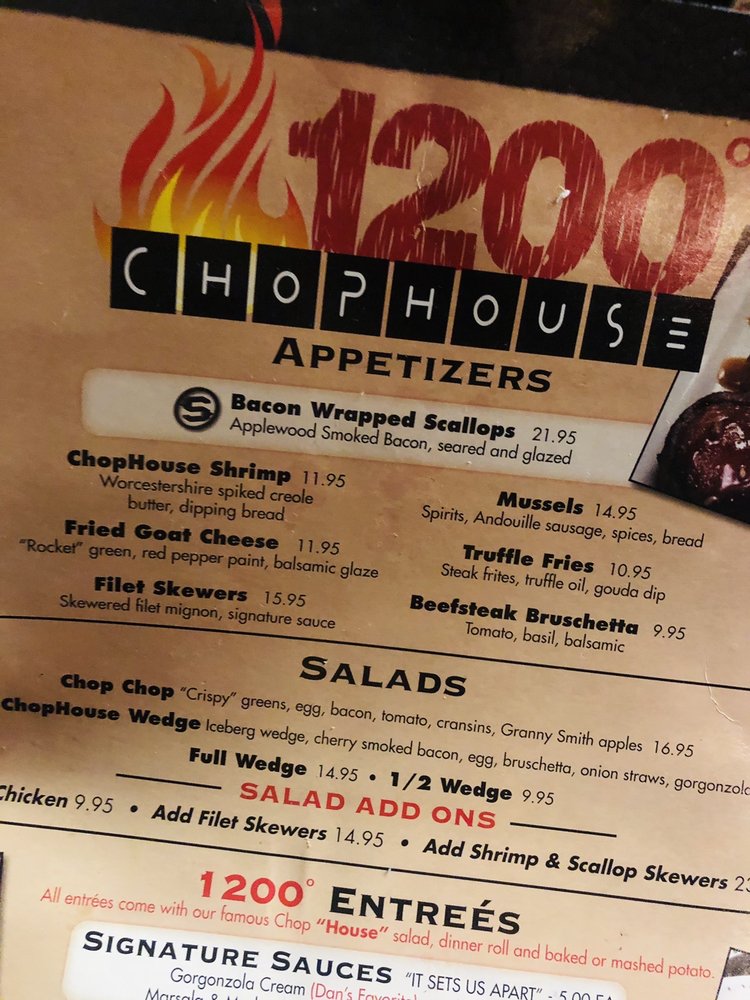 1200°
CHOPHOUSE
APPETIZERS
S Bacon Wrapped Scallops 21.95
Applewood Smoked Bacon, seared and glazed
ChopHouse Shrimp 11.95
Worcestershire spiked creole
butter, dipping bread
Fried Goat Cheese 11.95
"Rocket" green, red pepper paint, balsamic glaze
Filet Skewers 15.95
Skewered filet mignon, signature sauce
Mussels 14.95
Spirits, Andouille sausage, spices, bread
Truffle Fries 10.95
Steak frites, truffle oil, gouda dip
Beefsteak Bruschetta 9.95
Tomato, basil, balsamic
SALADS
Chop Chop "Crispy" greens, egg, bacon, tomato, cransins, Granny Smith apples 16.95
ChopHouse Wedge Iceberg wedge, cherry smoked bacon, egg, bruschetta, onion straws, gorgonzola
Full Wedge 14.95 • 1/2 Wedge 9.95
SALAD ADD ONS
Chicken 9.95 • Add Filet Skewers 14.95 • Add Shrimp & Scallop Skewers
1200° ENTREÉS
All entrées come with our famous Chop "House" salad, dinner roll and baked or mashed potato.
SIGNATURE SAUCES "IT SETS US APART" - 5.00 EA
Gorgonzola Cream (Dan's Favorite)
Marsala &